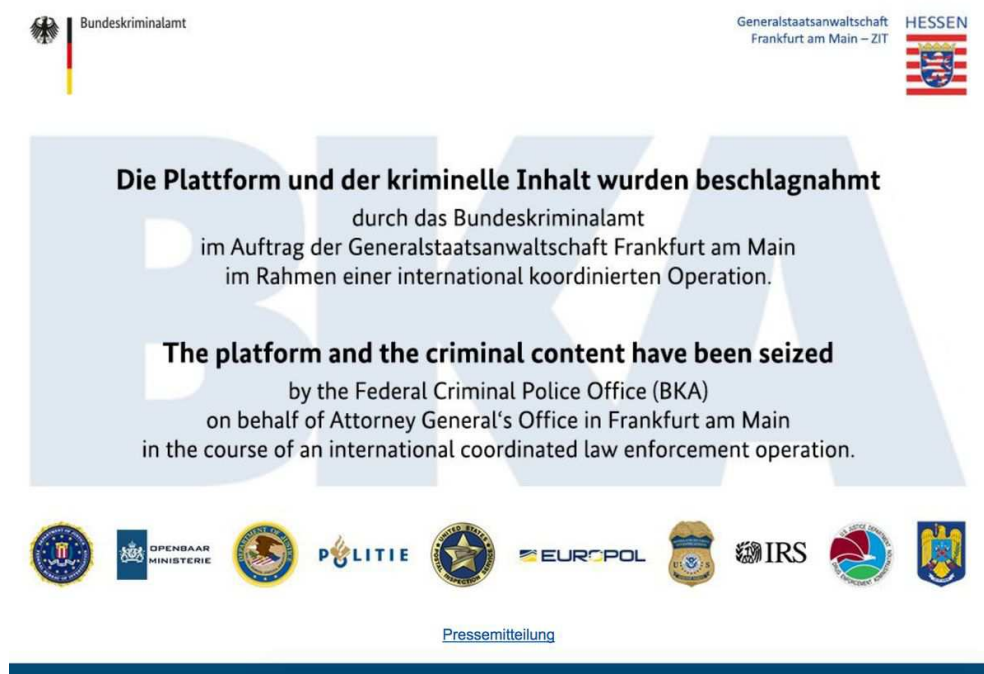 Bundeskriminalamt
Generalstaatsanwaltschaft
Frankfurt am Main – ZIT
HESSEN
BKA
Die Plattform und der kriminelle Inhalt wurden beschlagnahmt
durch das Bundeskriminalamt
im Auftrag der Generalstaatsanwaltschaft Frankfurt am Main
im Rahmen einer international koordinierten Operation.
The platform and the criminal content have been seized
by the Federal Criminal Police Office (BKA)
on behalf of Attorney General‘s Office in Frankfurt am Main
in the course of an international coordinated law enforcement operation.
OPENBAAR
MINISTERIE
POLITIE
EUROPOL
IRS
Pressemitteilung